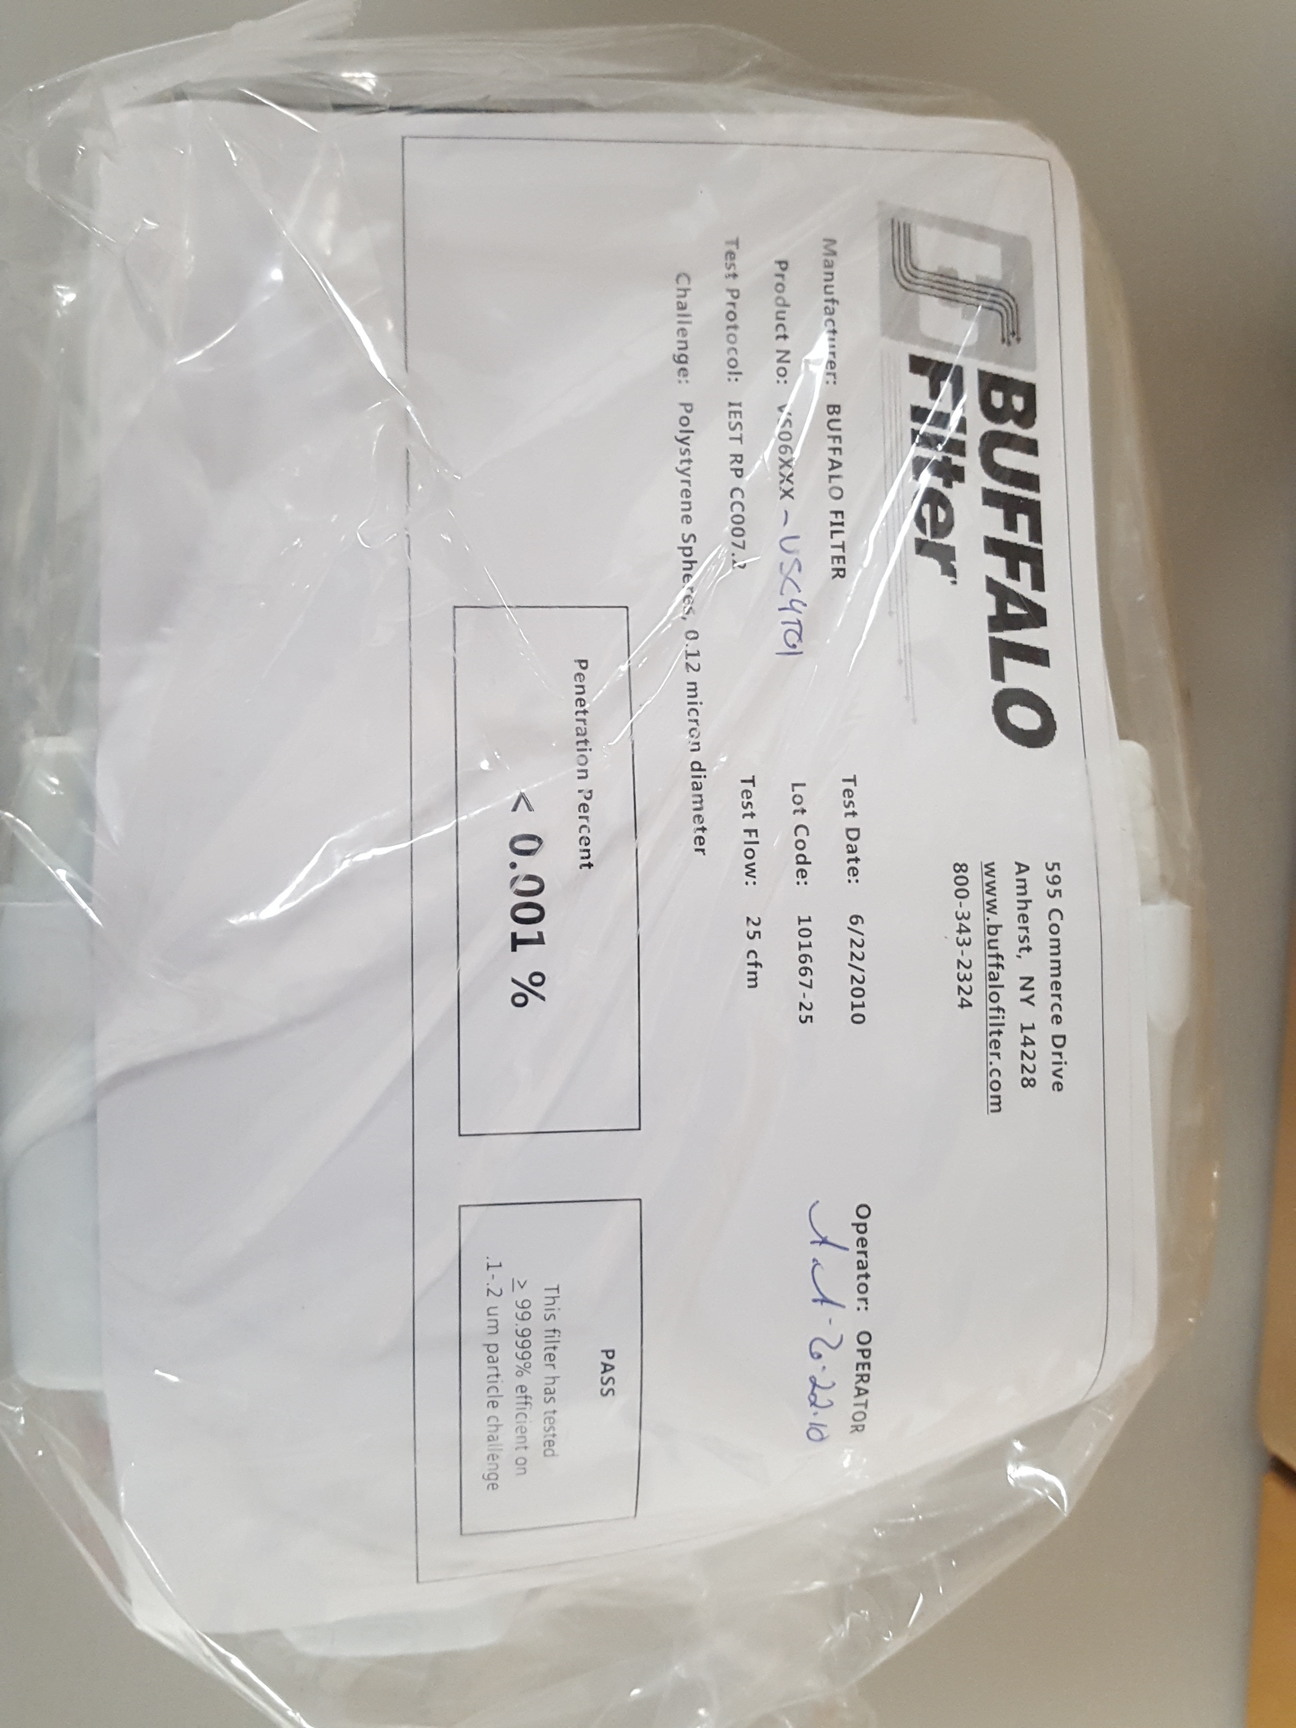 BUFFALO
Filter
595 Commerce Drive
Amherst, NY 14228
www.buffalofilter.com
800-343-2324
Manufacturer: BUFFALO FILTER
Test Date: 6/22/2010
Operator: OPERATOR
Product No: VS06XXX - VSC4T01
Lot Code: 101667-25
6.22.10
Test Protocol: IEST RP CC007.2
Test Flow: 25 cfm
Challenge: Polystyrene Spheres, 0.12 micron diameter
Penetration Percent
< 0.001 %
PASS
This filter has tested
≥ 99.999% efficient on
.1-.2 um particle challenge